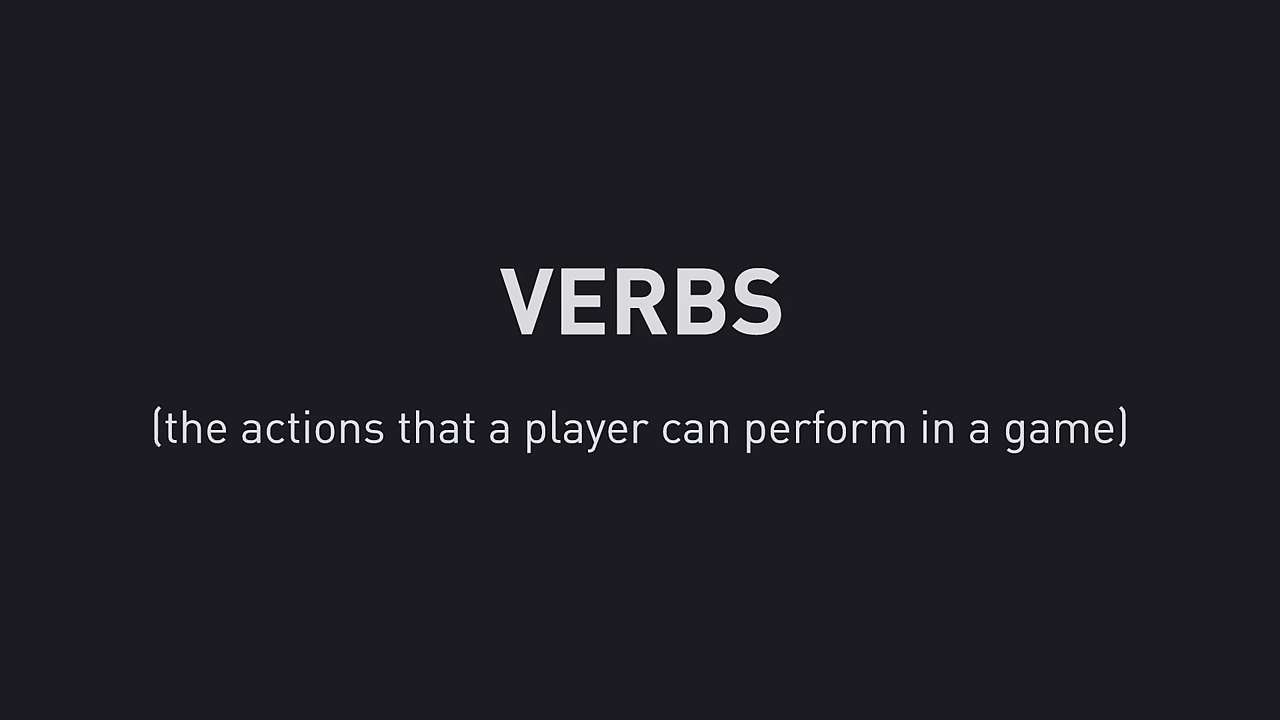 VERBS
(the actions that a player can perform in a game)